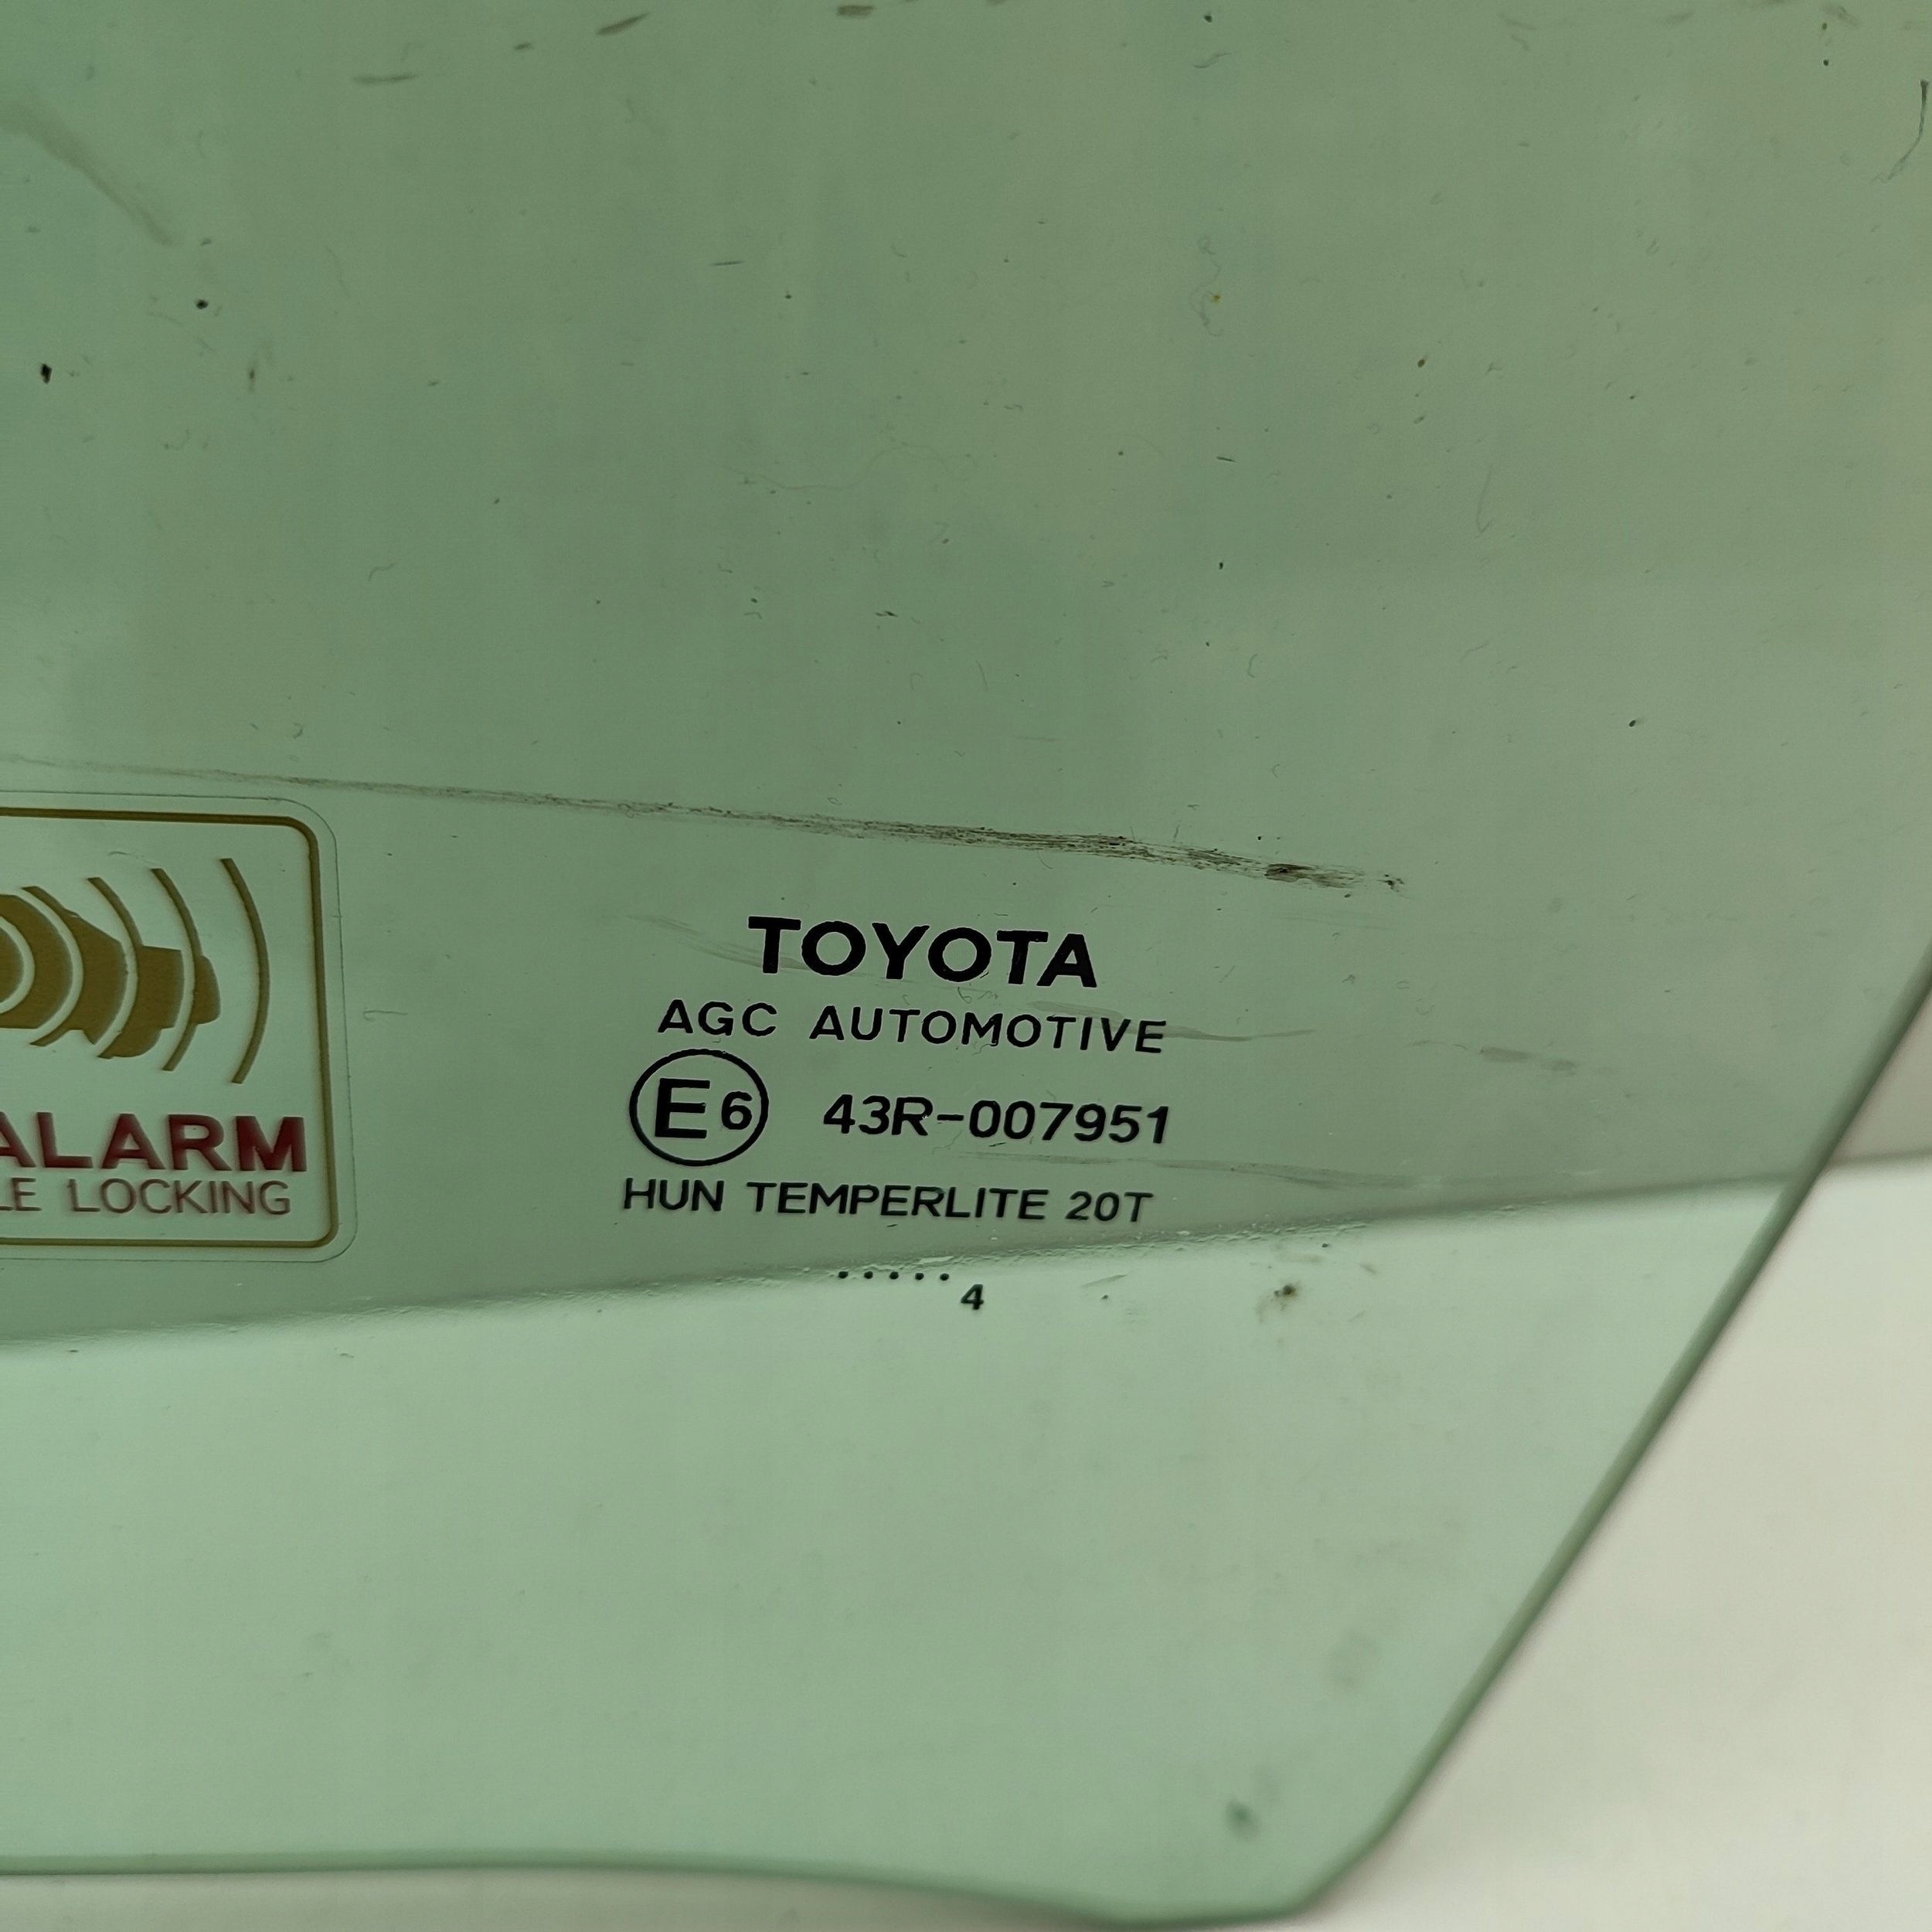 TOYOTA
AGC AUTOMOTIVE
E6 43R-007951
HUN TEMPERLITE 20T
.....4
ALARM
LE LOCKING